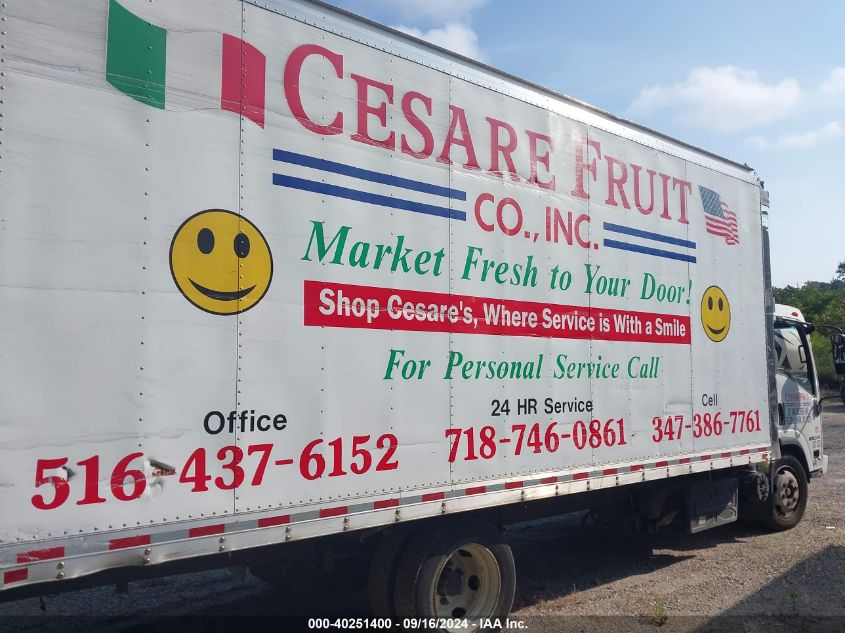 CESARE FRUIT
CO., INC.
Market Fresh to Your Door!
Shop Cesare's, Where Service is With a Smile
For Personal Service Call
Office
516-437-6152
24 HR Service
718-746-0861
Cell
347-386-7761
000-40251400 - 09/16/2024 - IAA Inc.